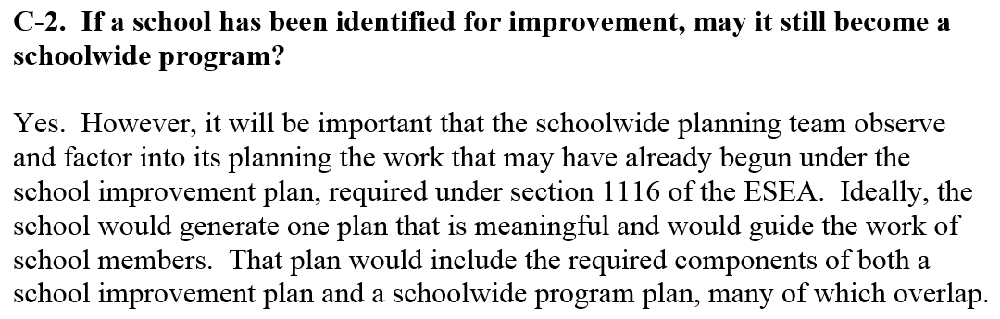 C-2.  If a school has been identified for improvement, may it still become a
schoolwide program?
Yes.  However, it will be important that the schoolwide planning team observe
and factor into its planning the work that may have already begun under the
school improvement plan, required under section 1116 of the ESEA.  Ideally, the
school would generate one plan that is meaningful and would guide the work of
school members.  That plan would include the required components of both a
school improvement plan and a schoolwide program plan, many of which overlap.